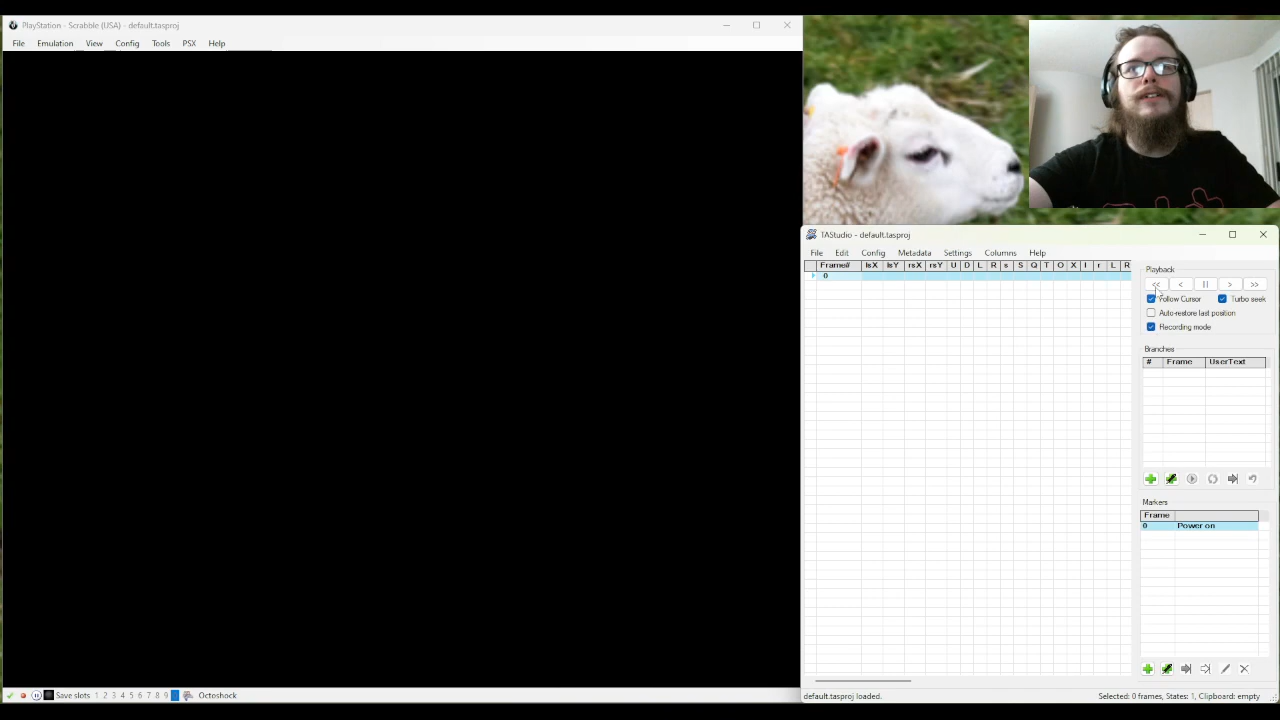 PlayStation - Scrabble (USA) - default.tasproj
File Emulation View Config Tools PSX Help
Save slots 1 2 3 4 5 6 7 8 9 Octoshock
TAStudio - default.tasproj
File Edit Config Metadata Settings Columns Help
Frame# lsX lsY rsX rsY U D L R s S Q T O X l r L R
0
Playback
<< < || > >>
Follow Cursor Turbo seek
Auto-restore last position
Recording mode
Branches
# Frame UserText
Markers
Frame
0 Power on
default.tasproj loaded.
Selected: 0 frames, States: 1, Clipboard: empty